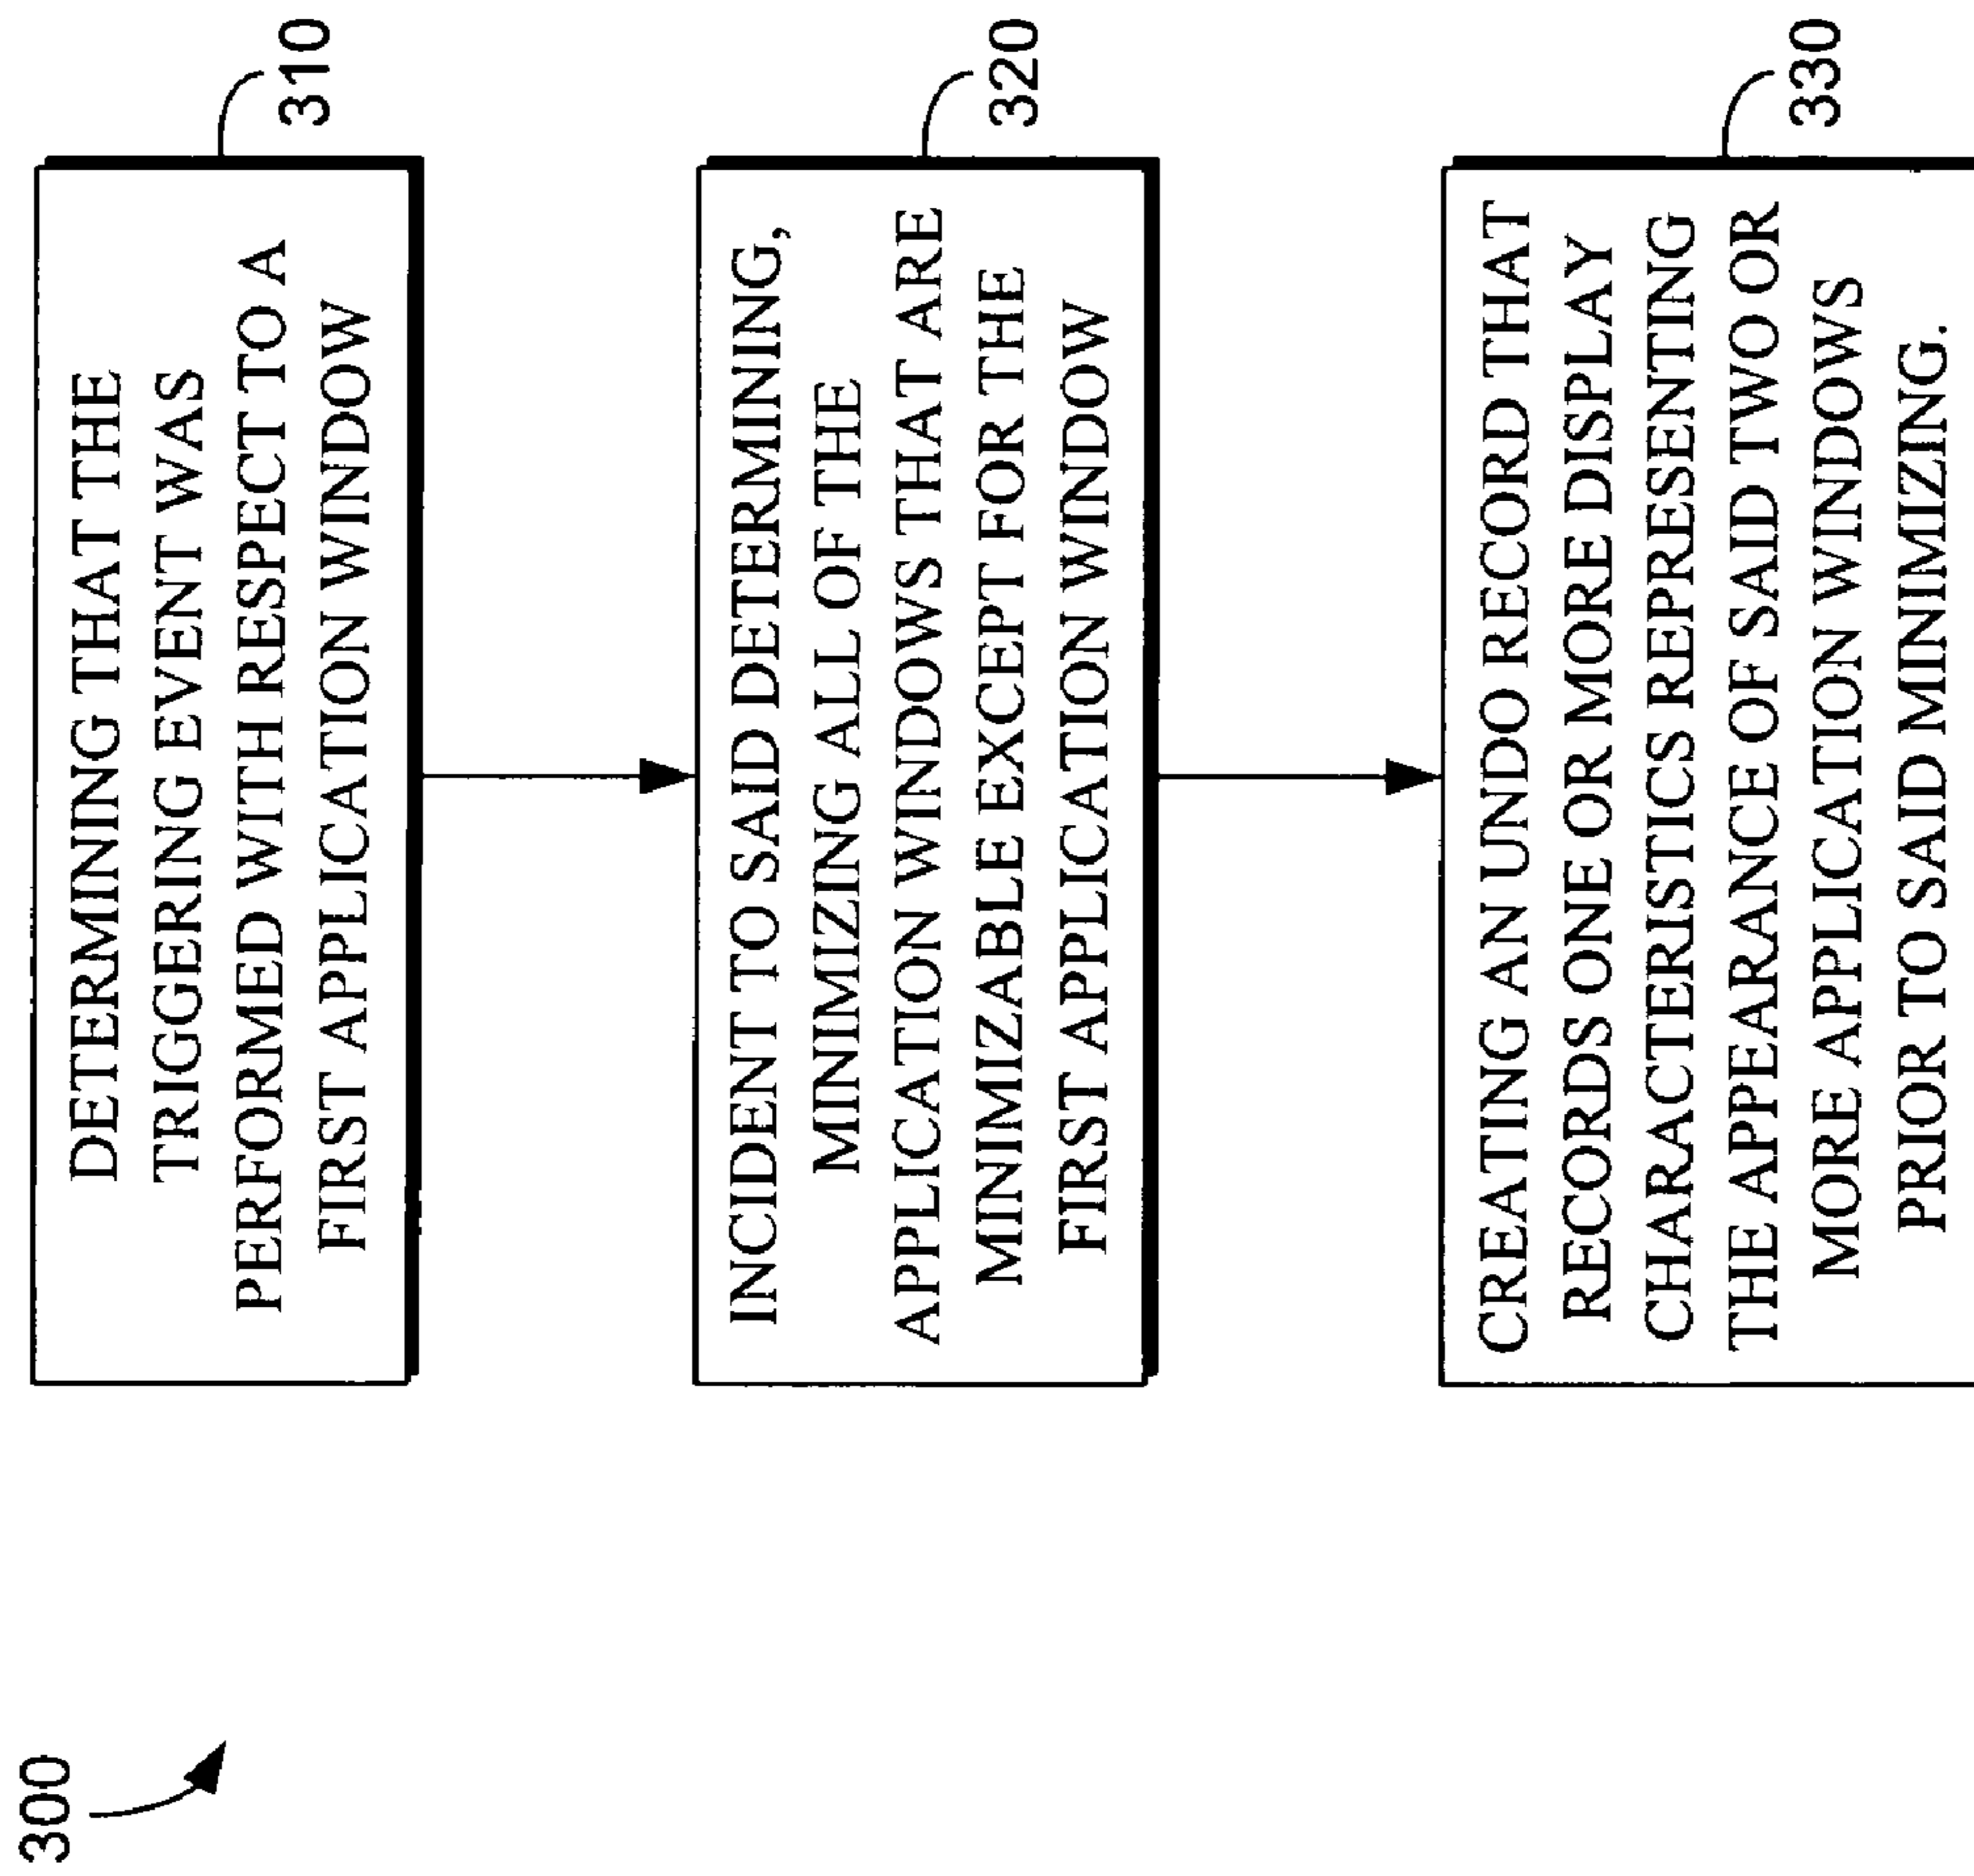 300
DETERMINING THAT THE
TRIGGERING EVENT WAS
PERFORMED WITH RESPECT TO A
FIRST APPLICATION WINDOW
310
INCIDENT TO SAID DETERMINING,
MINIMIZING ALL OF THE
APPLICATION WINDOWS THAT ARE
MINIMIZABLE EXCEPT FOR THE
FIRST APPLICATION WINDOW
320
CREATING AN UNDO RECORD THAT
RECORDS ONE OR MORE DISPLAY
CHARACTERISTICS REPRESENTING
THE APPEARANCE OF SAID TWO OR
MORE APPLICATION WINDOWS
PRIOR TO SAID MINIMIZING.
330